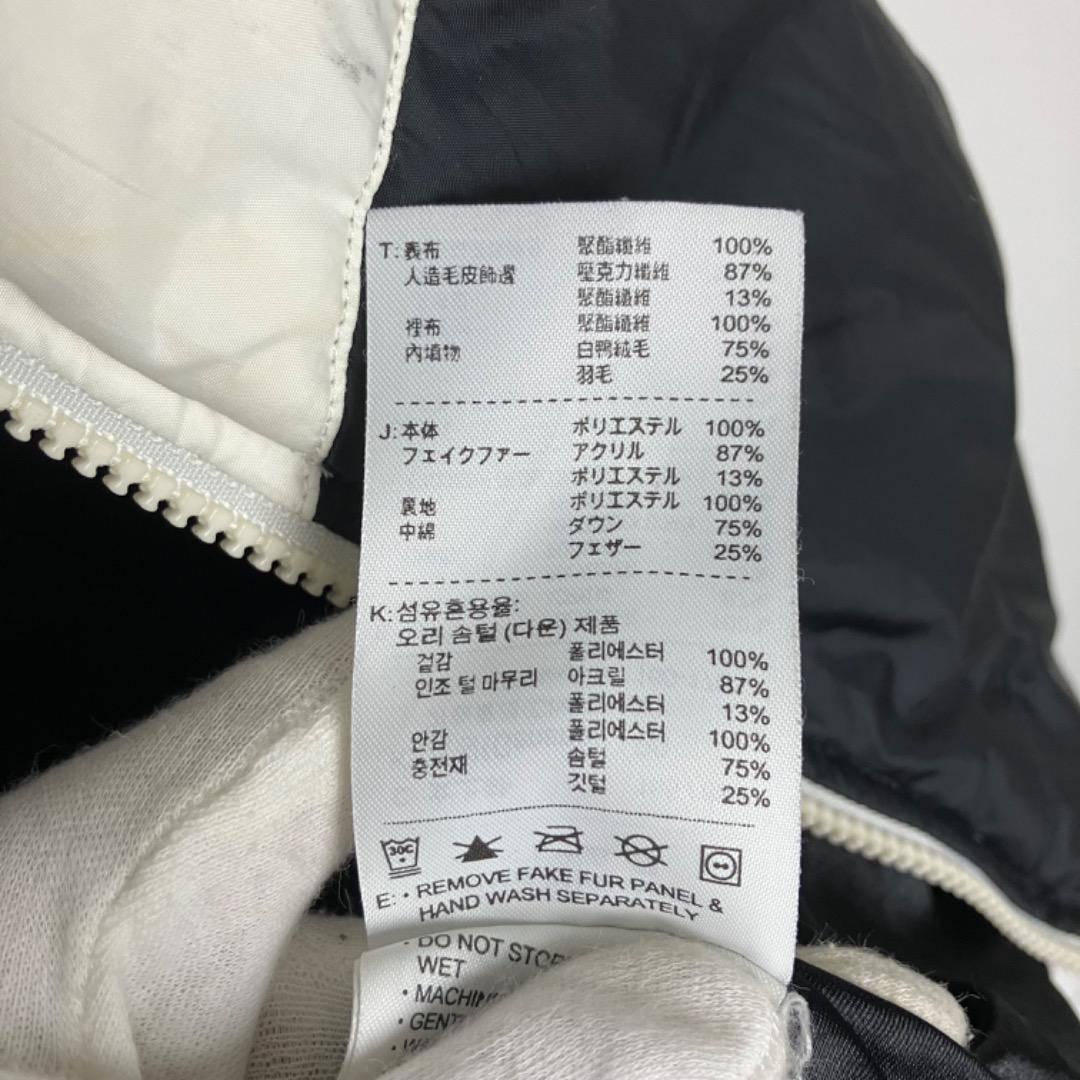 T: 表布 聚酯纖維 100%
人造毛皮飾邊 壓克力纖維 87%
聚酯纖維 13%
裡布 聚酯纖維 100%
內填物 白鴨絨毛 75%
羽毛 25%
J: 本体 ポリエステル 100%
フェイクファー アクリル 87%
ポリエステル 13%
裏地 ポリエステル 100%
中綿 ダウン 75%
フェザー 25%
K: 섬유혼용율:
오리 솜털 (다운) 제품
겉감 폴리에스터 100%
인조 털 마무리 아크릴 87%
폴리에스터 13%
안감 폴리에스터 100%
충전재 솜털 75%
깃털 25%
30C
E: • REMOVE FAKE FUR PANEL &
HAND WASH SEPARATELY
• DO NOT
WET